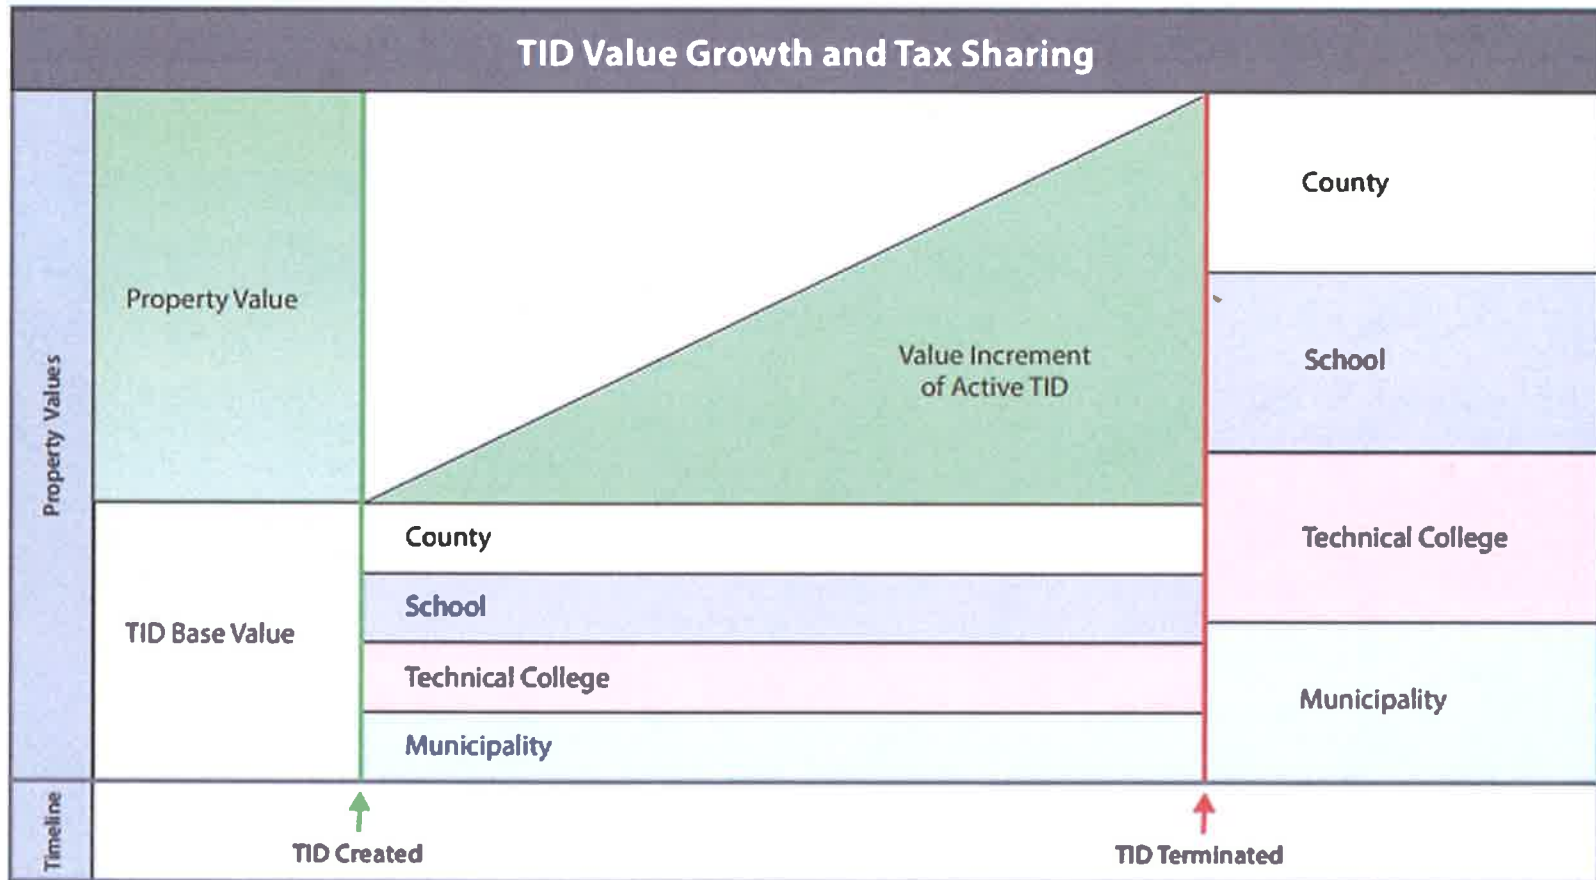 TID Value Growth and Tax Sharing
Property Values
Property Value
TID Base Value
Value Increment
of Active TID
County
School
Technical College
Municipality
County
School
Technical College
Municipality
Timeline
TID Created
TID Terminated